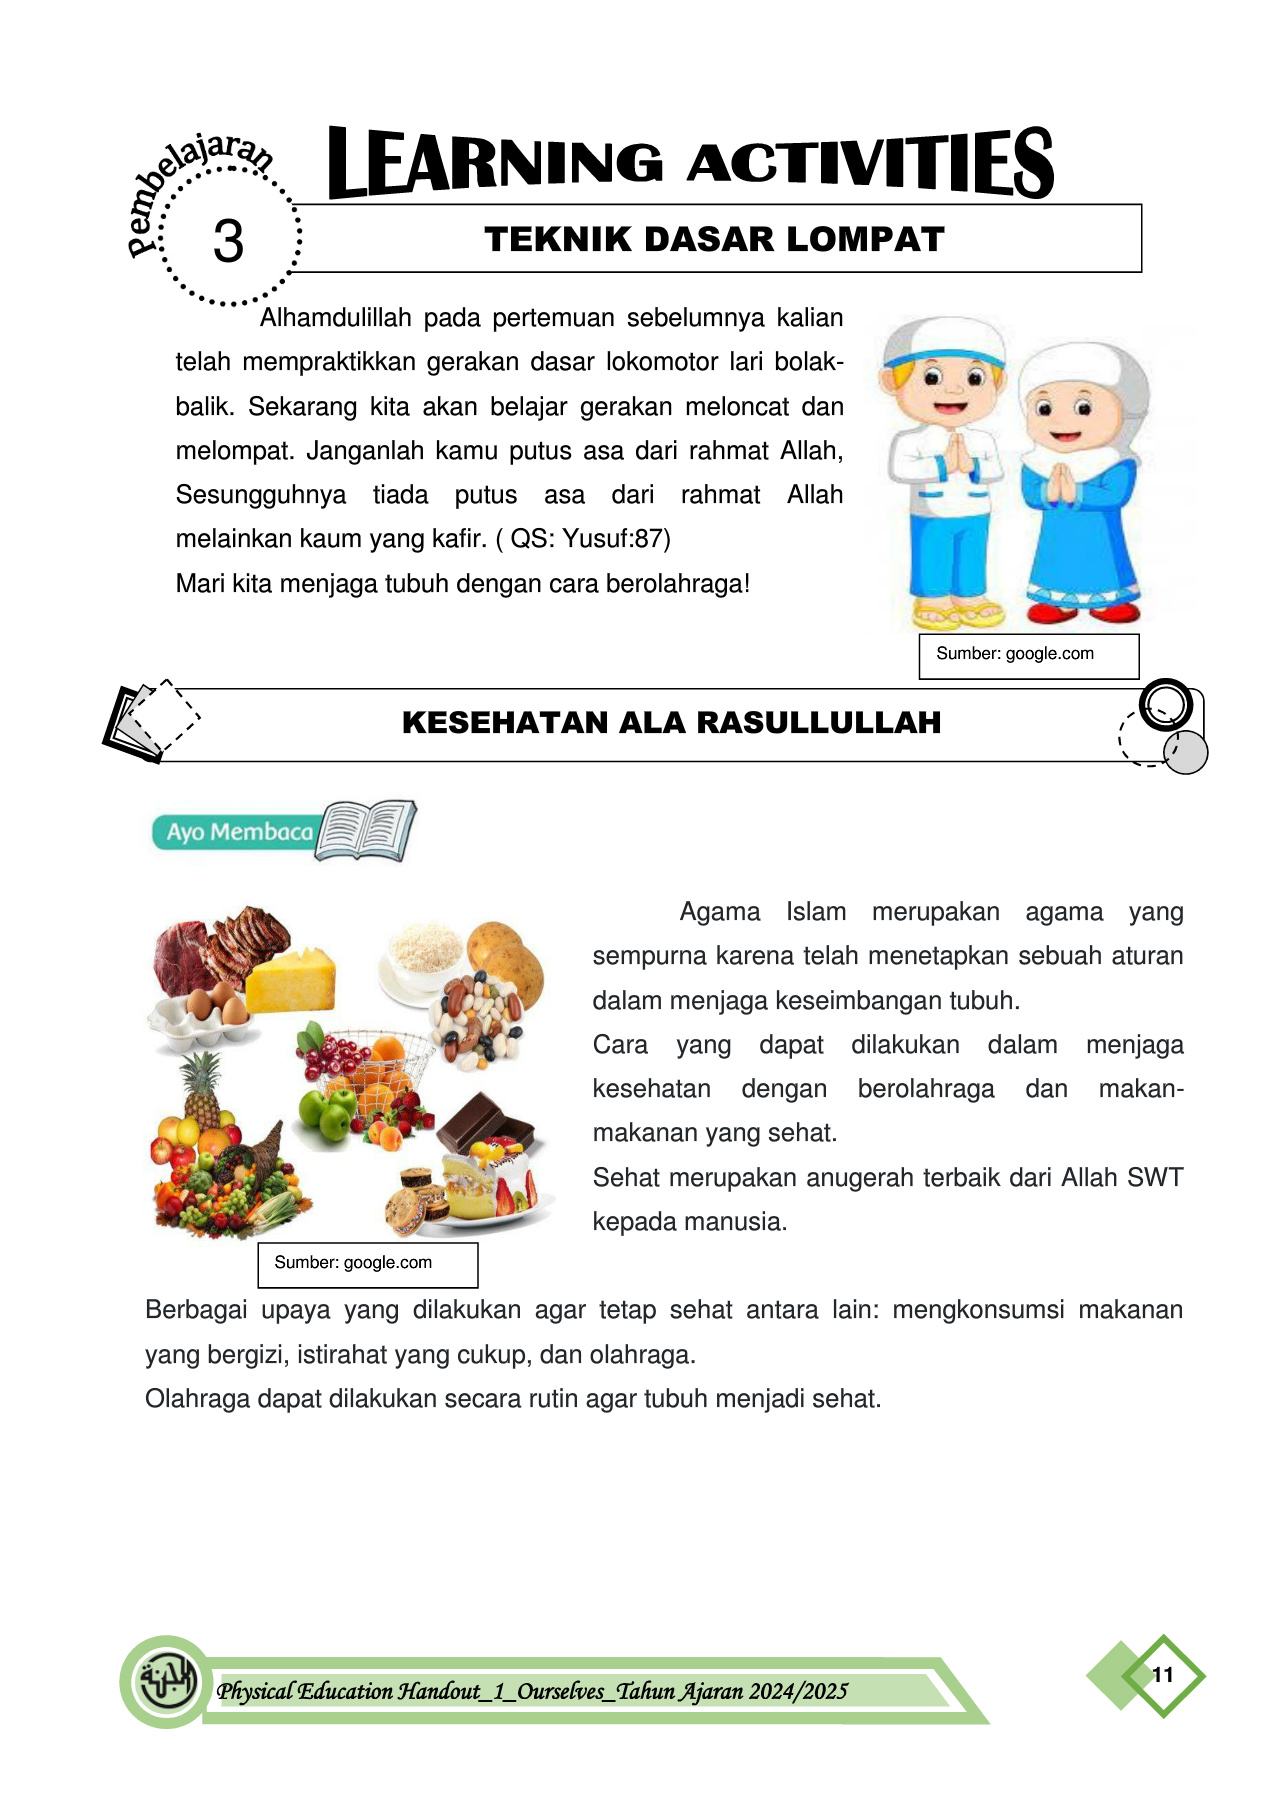 Pembelajaran
3
LEARNING ACTIVITIES
TEKNIK DASAR LOMPAT
Alhamdulillah pada pertemuan sebelumnya kalian
telah mempraktikkan gerakan dasar lokomotor lari bolak-
balik. Sekarang kita akan belajar gerakan meloncat dan
melompat. Janganlah kamu putus asa dari rahmat Allah,
Sesungguhnya tiada putus asa dari rahmat Allah
melainkan kaum yang kafir. ( QS: Yusuf:87)
Mari kita menjaga tubuh dengan cara berolahraga!
Sumber: google.com
KESEHATAN ALA RASULLULLAH
Ayo Membaca
Agama Islam merupakan agama yang
sempurna karena telah menetapkan sebuah aturan
dalam menjaga keseimbangan tubuh.
Cara yang dapat dilakukan dalam menjaga
kesehatan dengan berolahraga dan makan-
makanan yang sehat.
Sehat merupakan anugerah terbaik dari Allah SWT
kepada manusia.
Sumber: google.com
Berbagai upaya yang dilakukan agar tetap sehat antara lain: mengkonsumsi makanan
yang bergizi, istirahat yang cukup, dan olahraga.
Olahraga dapat dilakukan secara rutin agar tubuh menjadi sehat.
Physical Education Handout_1_Ourselves_Tahun Ajaran 2024/2025
11